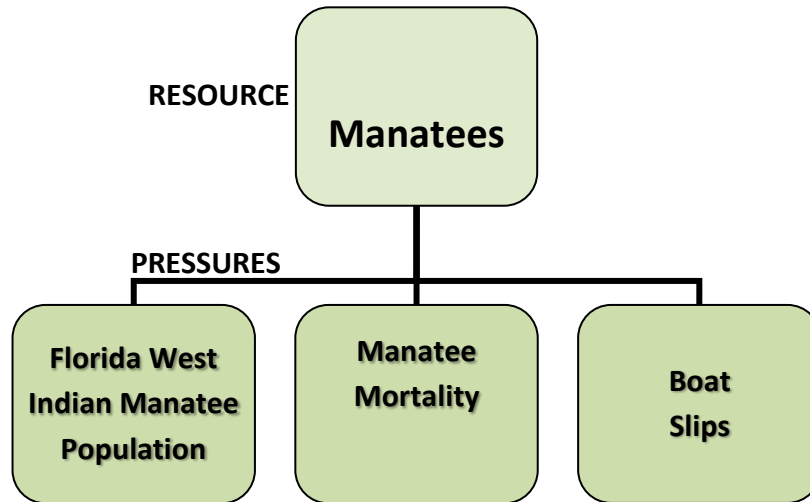 RESOURCE
Manatees
PRESSURES
Florida West
Indian Manatee
Population
Manatee
Mortality
Boat
Slips